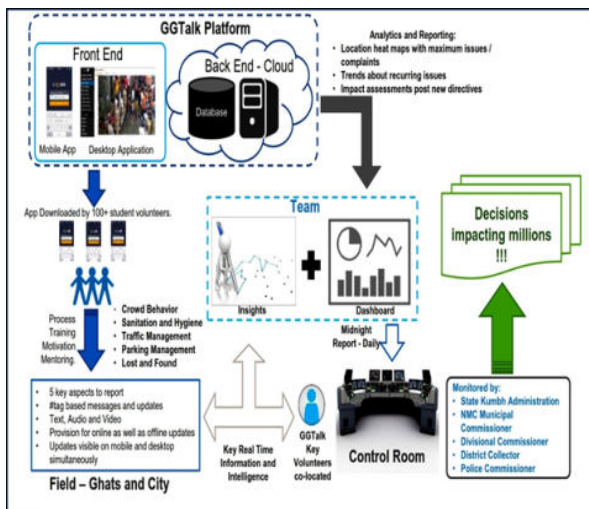 GGTalk Platform
Front End
Mobile App
Desktop Application
Back End - Cloud
Database
Analytics and Reporting:
• Location heat maps with maximum issues /
complaints
• Trends about recurring issues
• Impact assessments post new directives
App Downloaded by 100+ student volunteers.
Process
Training
Motivation
Mentoring.
• Crowd Behavior
• Sanitation and Hygiene
• Traffic Management
• Parking Management
• Lost and Found
• 5 key aspects to report
• #tag based messages and updates
• Text, Audio and Video
• Provision for online as well as offline updates
• Updates visible on mobile and desktop
simultaneously
Field – Ghats and City
Team
Insights
Dashboard
Midnight
Report - Daily
Key Real Time
Information and
Intelligence
GGTalk
Key
Volunteers
co-located
Control Room
Decisions
impacting millions
!!!
Monitored by:
• State Kumbh Administration
• NMC Municipal
Commissioner
• Divisional Commissioner
• District Collector
• Police Commissioner